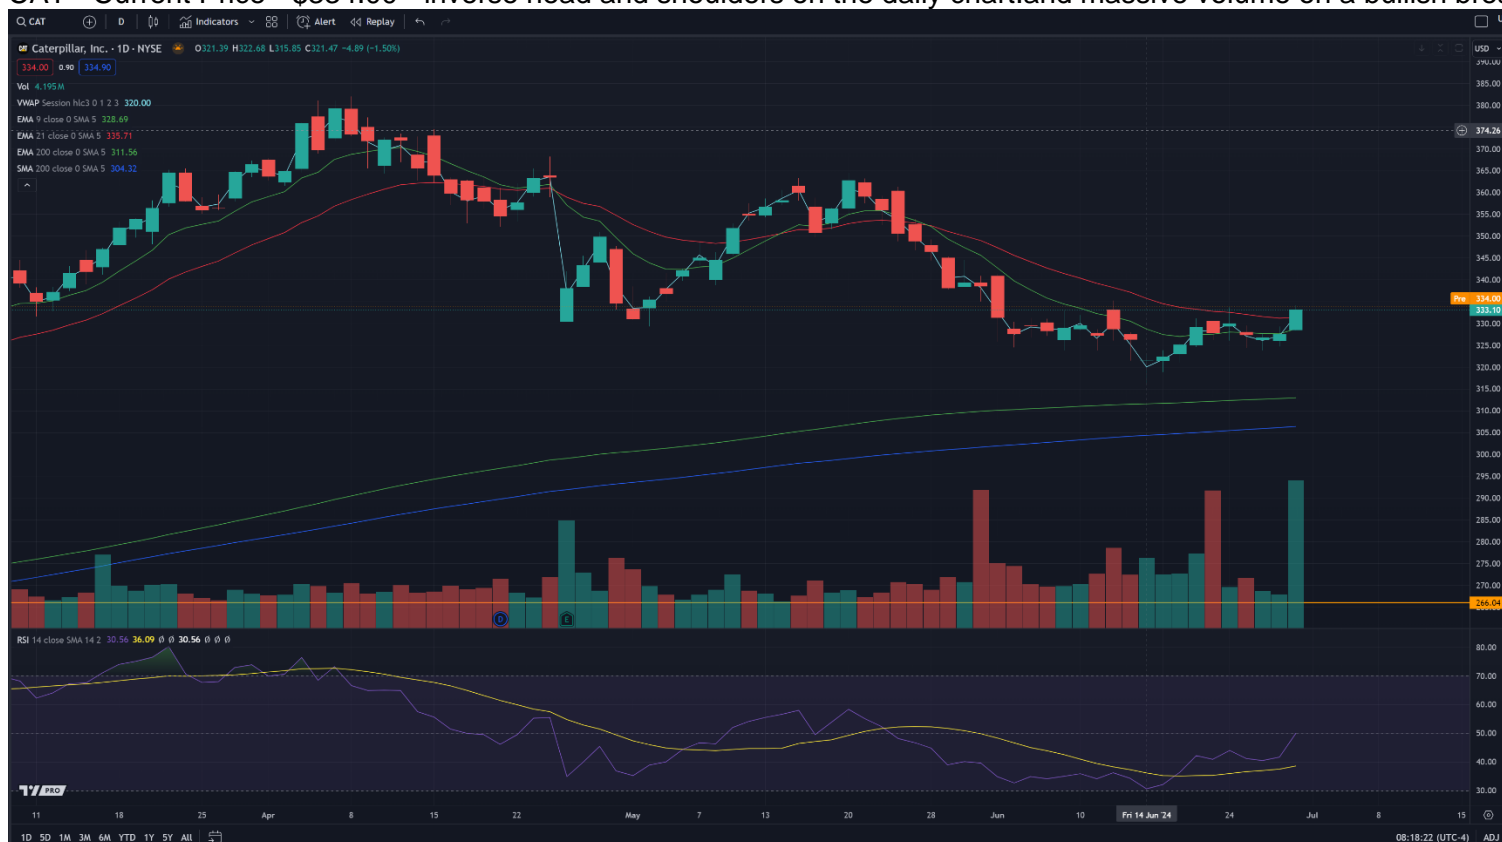 CAT
D
Indicators
Alert
Replay
Caterpillar, Inc. · 1D · NYSE O321.39 H322.68 L315.85 C321.47 −4.89 (−1.50%)
USD
334.00 0.90 334.90
Vol 4.195M
VWAP Session hlc3 0 1 2 3 320.00
EMA 9 close 0 SMA 5 328.69
EMA 21 close 0 SMA 5 335.71
EMA 200 close 0 SMA 5 311.56
SMA 200 close 0 SMA 5 304.32
385.00
380.00
374.26
370.00
365.00
360.00
355.00
350.00
345.00
340.00
Pre 334.00
333.10
330.00
325.00
320.00
315.00
310.00
305.00
300.00
295.00
290.00
285.00
280.00
275.00
270.00
266.04
D E
RSI 14 close SMA 14 2 30.56 36.09 Ø Ø 30.56 Ø Ø Ø
80.00
70.00
60.00
50.00
40.00
30.00
PRO
11 18 25 Apr 8 15 22 May 7 13 20 28 Jun 10 Fri 14 Jun '24 24 Jul 8 15
1D 5D 1M 3M 6M YTD 1Y 5Y All
08:18:22 (UTC-4) ADJ